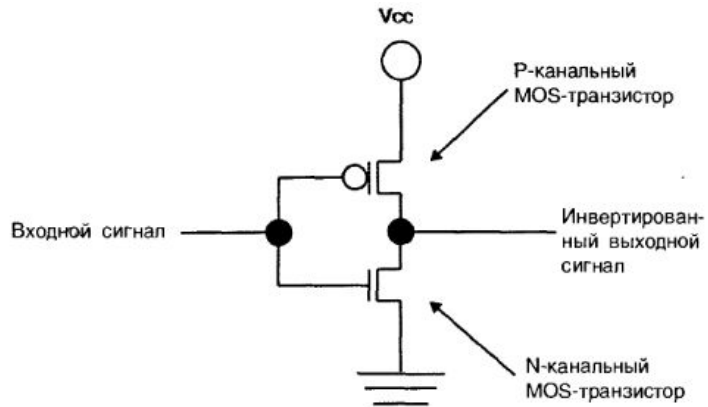 Vcc
P-канальный
MOS-транзистор
Входной сигнал
Инвертирован-
ный выходной
сигнал
N-канальный
MOS-транзистор